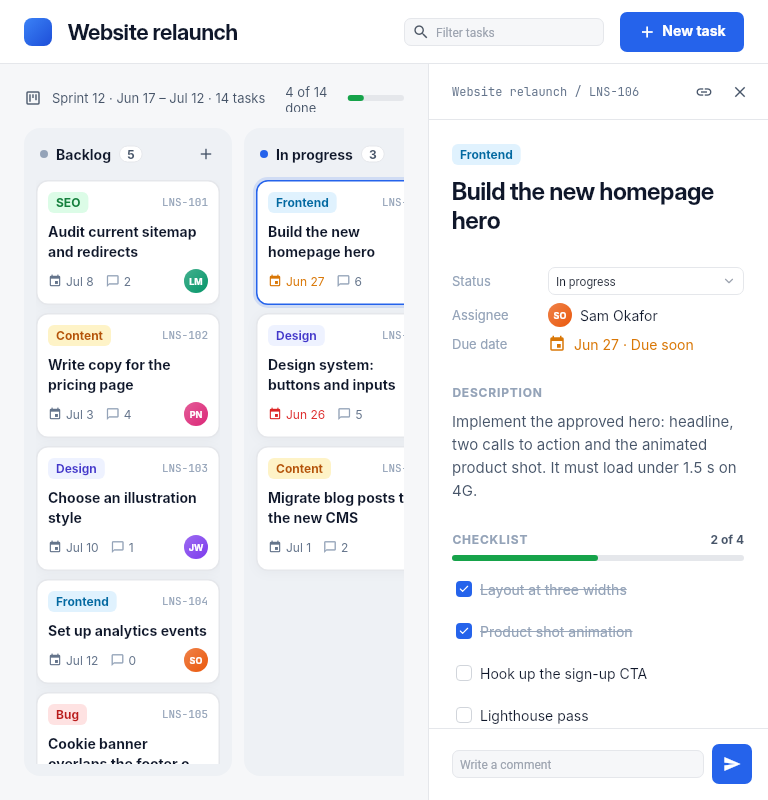 Website relaunch
Filter tasks
New task
Sprint 12 · Jun 17 – Jul 12 · 14 tasks
4 of 14
done
Backlog 5
SEO LNS-101
Audit current sitemap
and redirects
Jul 8 2 LM
Content LNS-102
Write copy for the
pricing page
Jul 3 4 PN
Design LNS-103
Choose an illustration
style
Jul 10 1 JW
Frontend LNS-104
Set up analytics events
Jul 12 0 SO
Bug LNS-105
Cookie banner
overlaps the footer
In progress 3
Frontend LNS-
Build the new
homepage hero
Jun 27 6
Design LNS-
Design system:
buttons and inputs
Jun 26 5
Content LNS-
Migrate blog posts t
the new CMS
Jul 1 2
Website relaunch / LNS-106
Frontend
Build the new homepage
hero
Status In progress
Assignee SO Sam Okafor
Due date Jun 27 · Due soon
DESCRIPTION
Implement the approved hero: headline,
two calls to action and the animated
product shot. It must load under 1.5 s on
4G.
CHECKLIST 2 of 4
Layout at three widths
Product shot animation
Hook up the sign-up CTA
Lighthouse pass
Write a comment